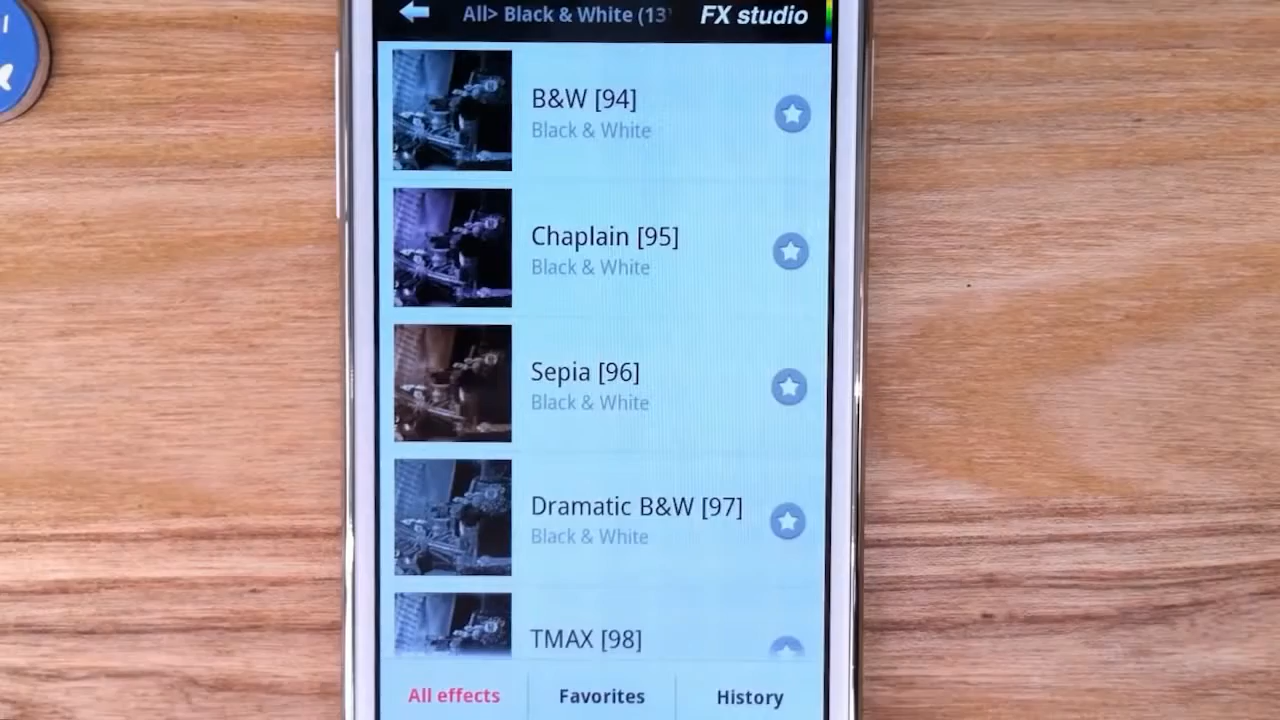 All> Black & White (13 FX studio
B&W [94]
Black & White
Chaplain [95]
Black & White
Sepia [96]
Black & White
Dramatic B&W [97]
Black & White
TMAX [98]
All effects Favorites History